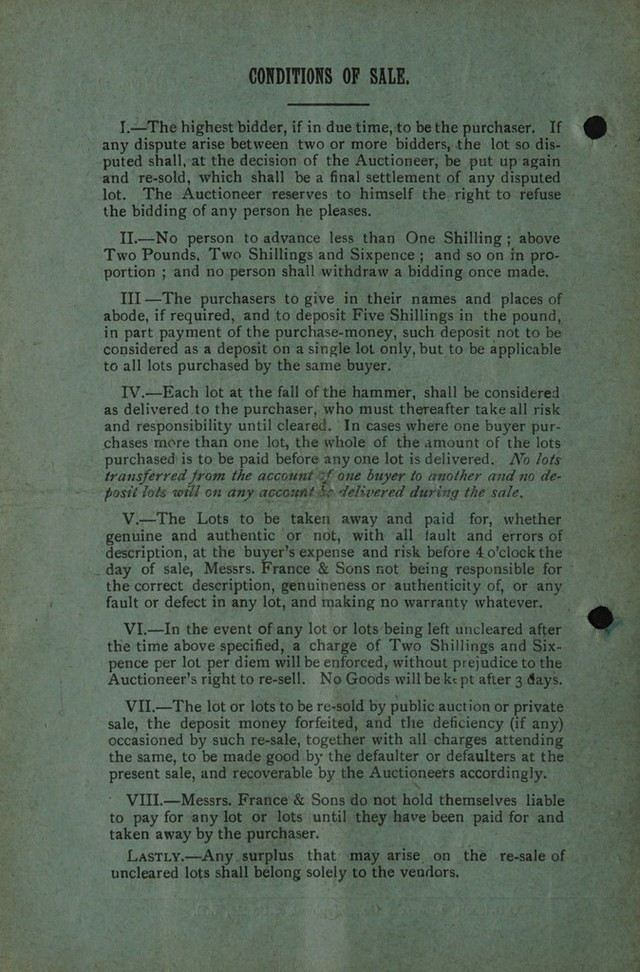 CONDITIONS OF SALE.
I.—The highest bidder, if in due time, to be the purchaser. If
any dispute arise between two or more bidders, the lot so dis-
puted shall, at the decision of the Auctioneer, be put up again
and re-sold, which shall be a final settlement of any disputed
lot. The Auctioneer reserves to himself the right to refuse
the bidding of any person he pleases.
II.—No person to advance less than One Shilling; above
Two Pounds, Two Shillings and Sixpence; and so on in pro-
portion; and no person shall withdraw a bidding once made.
III—The purchasers to give in their names and places of
abode, if required, and to deposit Five Shillings in the pound,
in part payment of the purchase-money, such deposit not to be
considered as a deposit on a single lot only, but to be applicable
to all lots purchased by the same buyer.
IV.—Each lot at the fall of the hammer, shall be considered
as delivered to the purchaser, who must thereafter take all risk
and responsibility until cleared. In cases where one buyer pur-
chases more than one lot, the whole of the amount of the lots
purchased is to be paid before any one lot is delivered. No lots
transferred from the account of one buyer to another and no de-
posit lots will on any account be delivered during the sale.
V.—The Lots to be taken away and paid for, whether
genuine and authentic or not, with all fault and errors of
description, at the buyer's expense and risk before 4 o'clock the
day of sale, Messrs. France & Sons not being responsible for
the correct description, genuineness or authenticity of, or any
fault or defect in any lot, and making no warranty whatever.
VI.—In the event of any lot or lots being left uncleared after
the time above specified, a charge of Two Shillings and Six-
pence per lot per diem will be enforced, without prejudice to the
Auctioneer's right to re-sell. No Goods will be kept after 3 days.
VII.—The lot or lots to be re-sold by public auction or private
sale, the deposit money forfeited, and the deficiency (if any)
occasioned by such re-sale, together with all charges attending
the same, to be made good by the defaulter or defaulters at the
present sale, and recoverable by the Auctioneers accordingly.
VIII.—Messrs. France & Sons do not hold themselves liable
to pay for any lot or lots until they have been paid for and
taken away by the purchaser.
LASTLY.—Any surplus that may arise on the re-sale of
uncleared lots shall belong solely to the vendors.